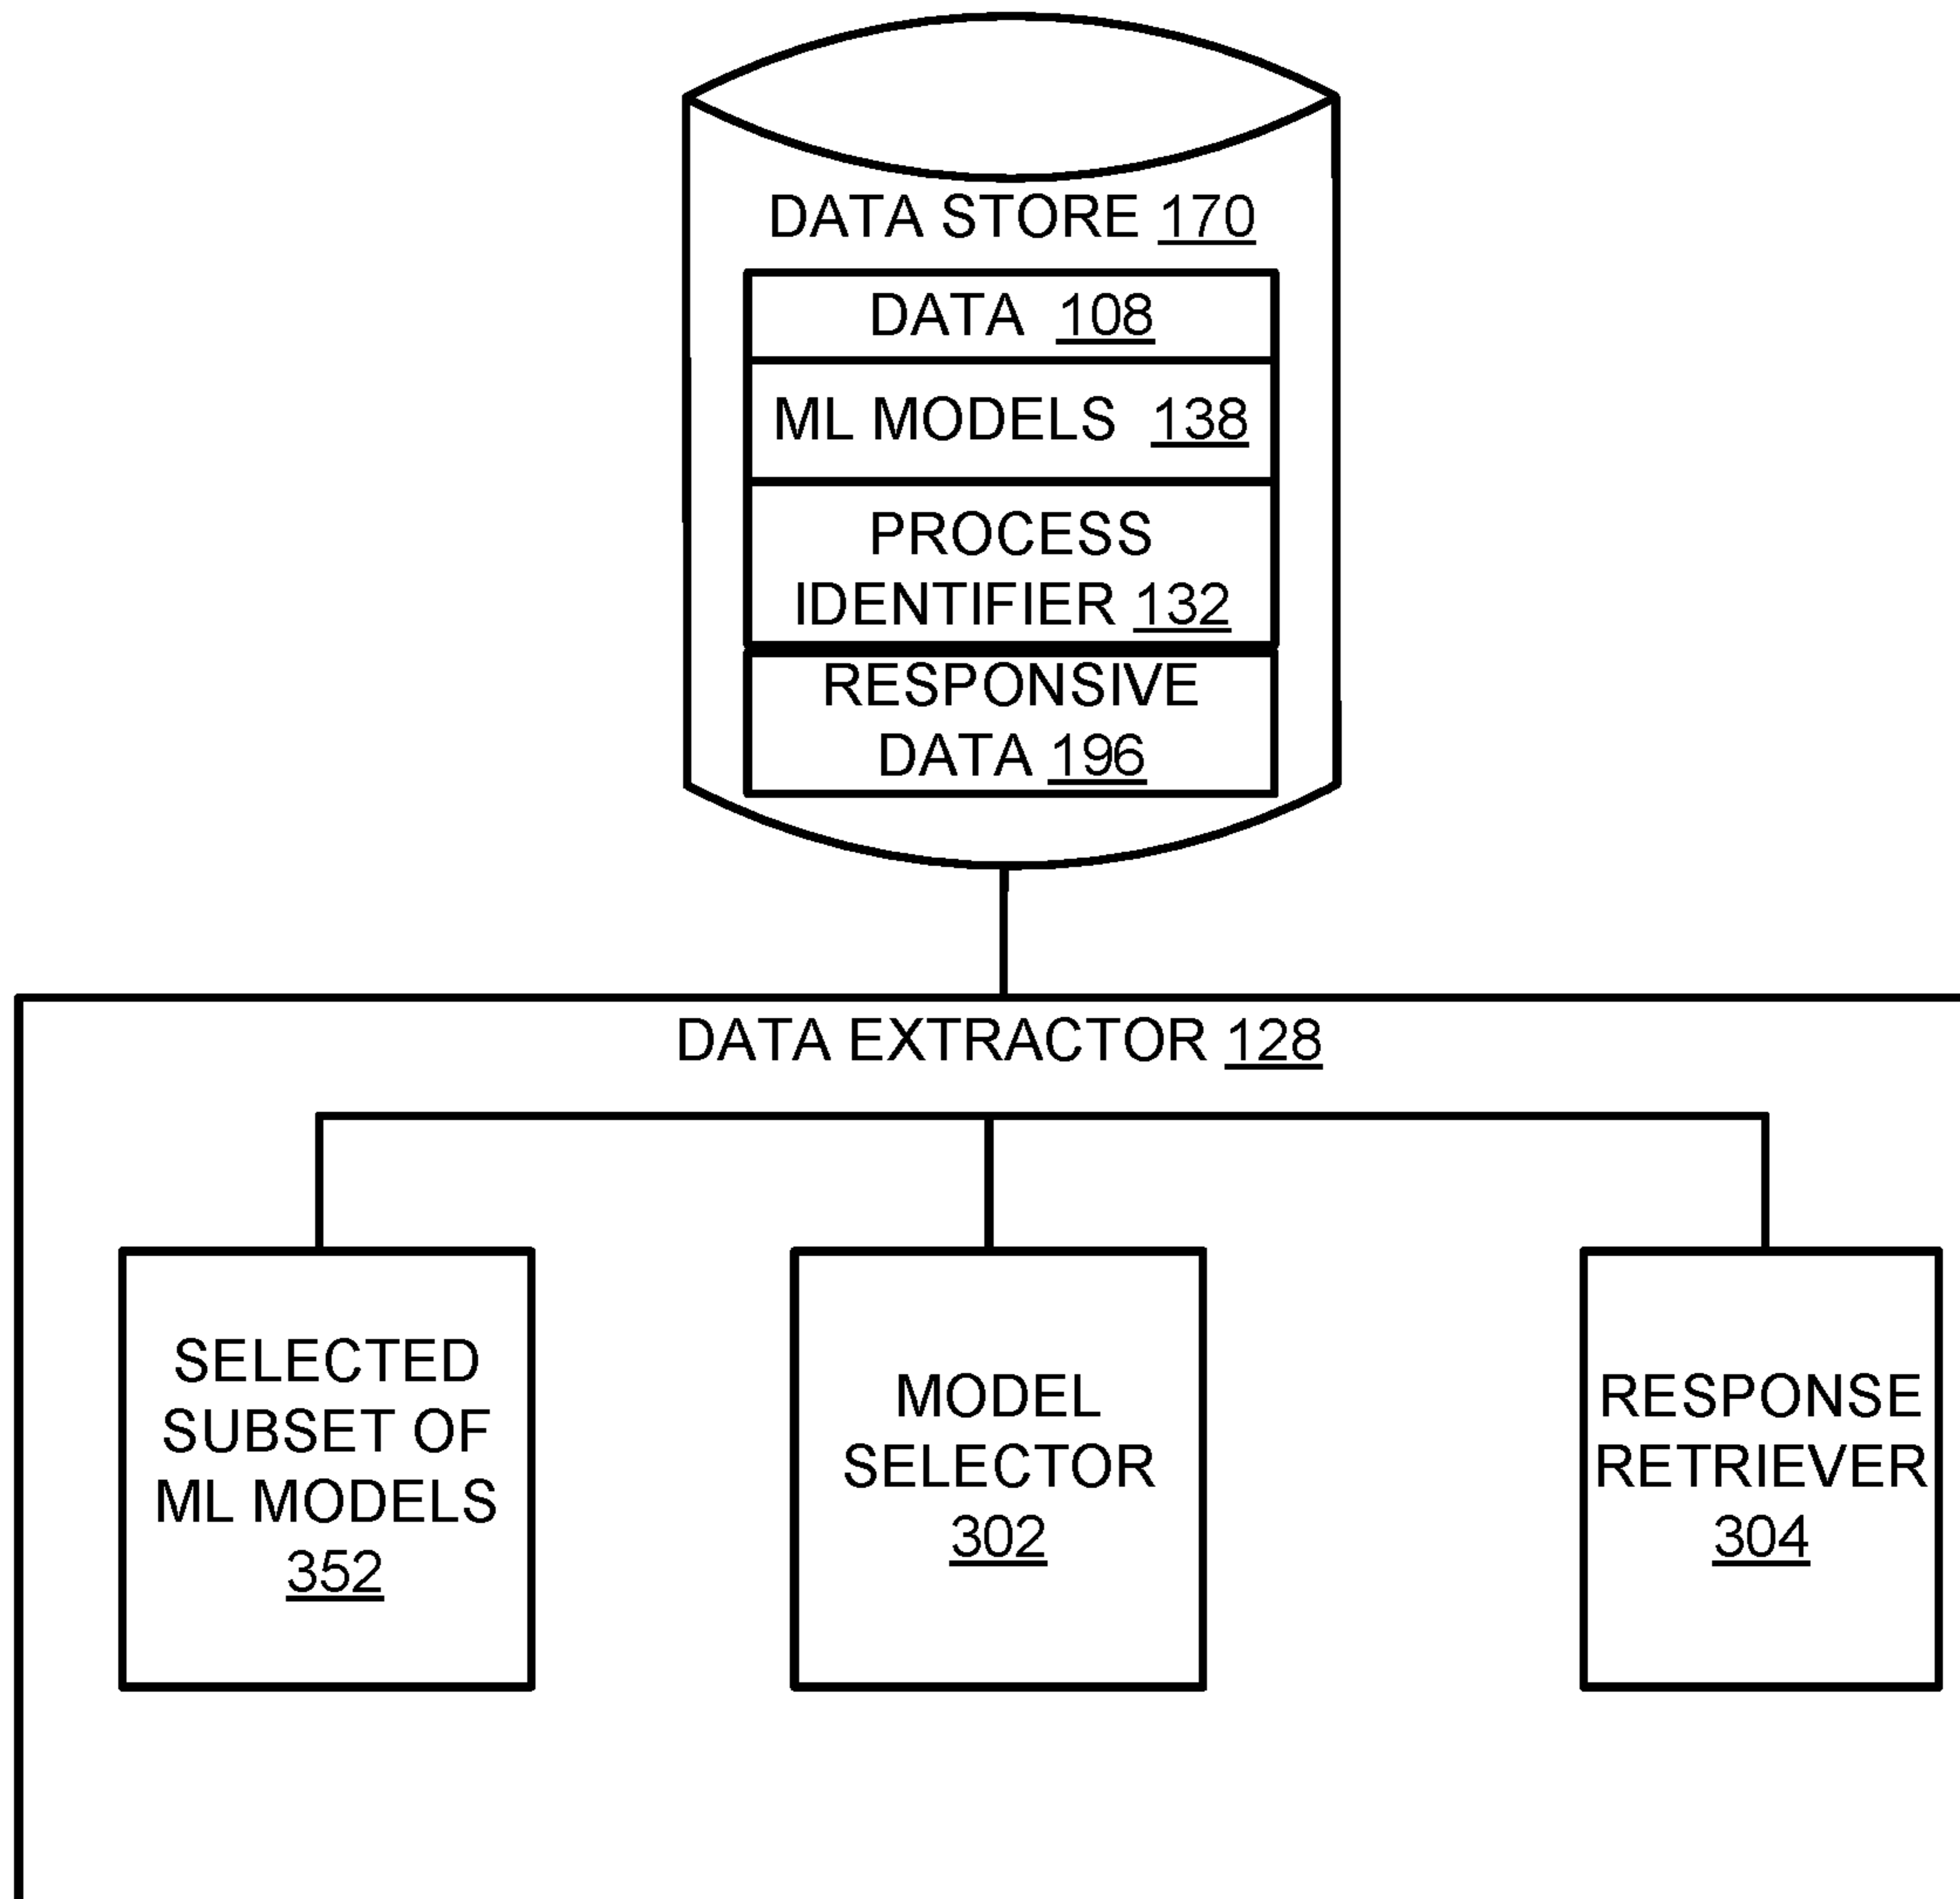 DATA STORE 170
DATA 108
ML MODELS 138
PROCESS
IDENTIFIER 132
RESPONSIVE
DATA 196
DATA EXTRACTOR 128
SELECTED
SUBSET OF
ML MODELS
352
MODEL
SELECTOR
302
RESPONSE
RETRIEVER
304